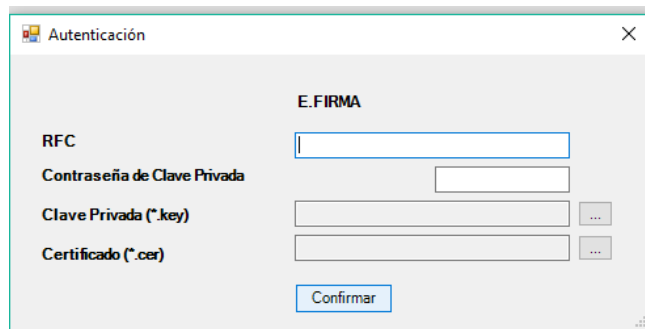 Autenticación
E.FIRMA
RFC
Contraseña de Clave Privada
Clave Privada (*.key)
...
Certificado (*.cer)
...
Confirmar